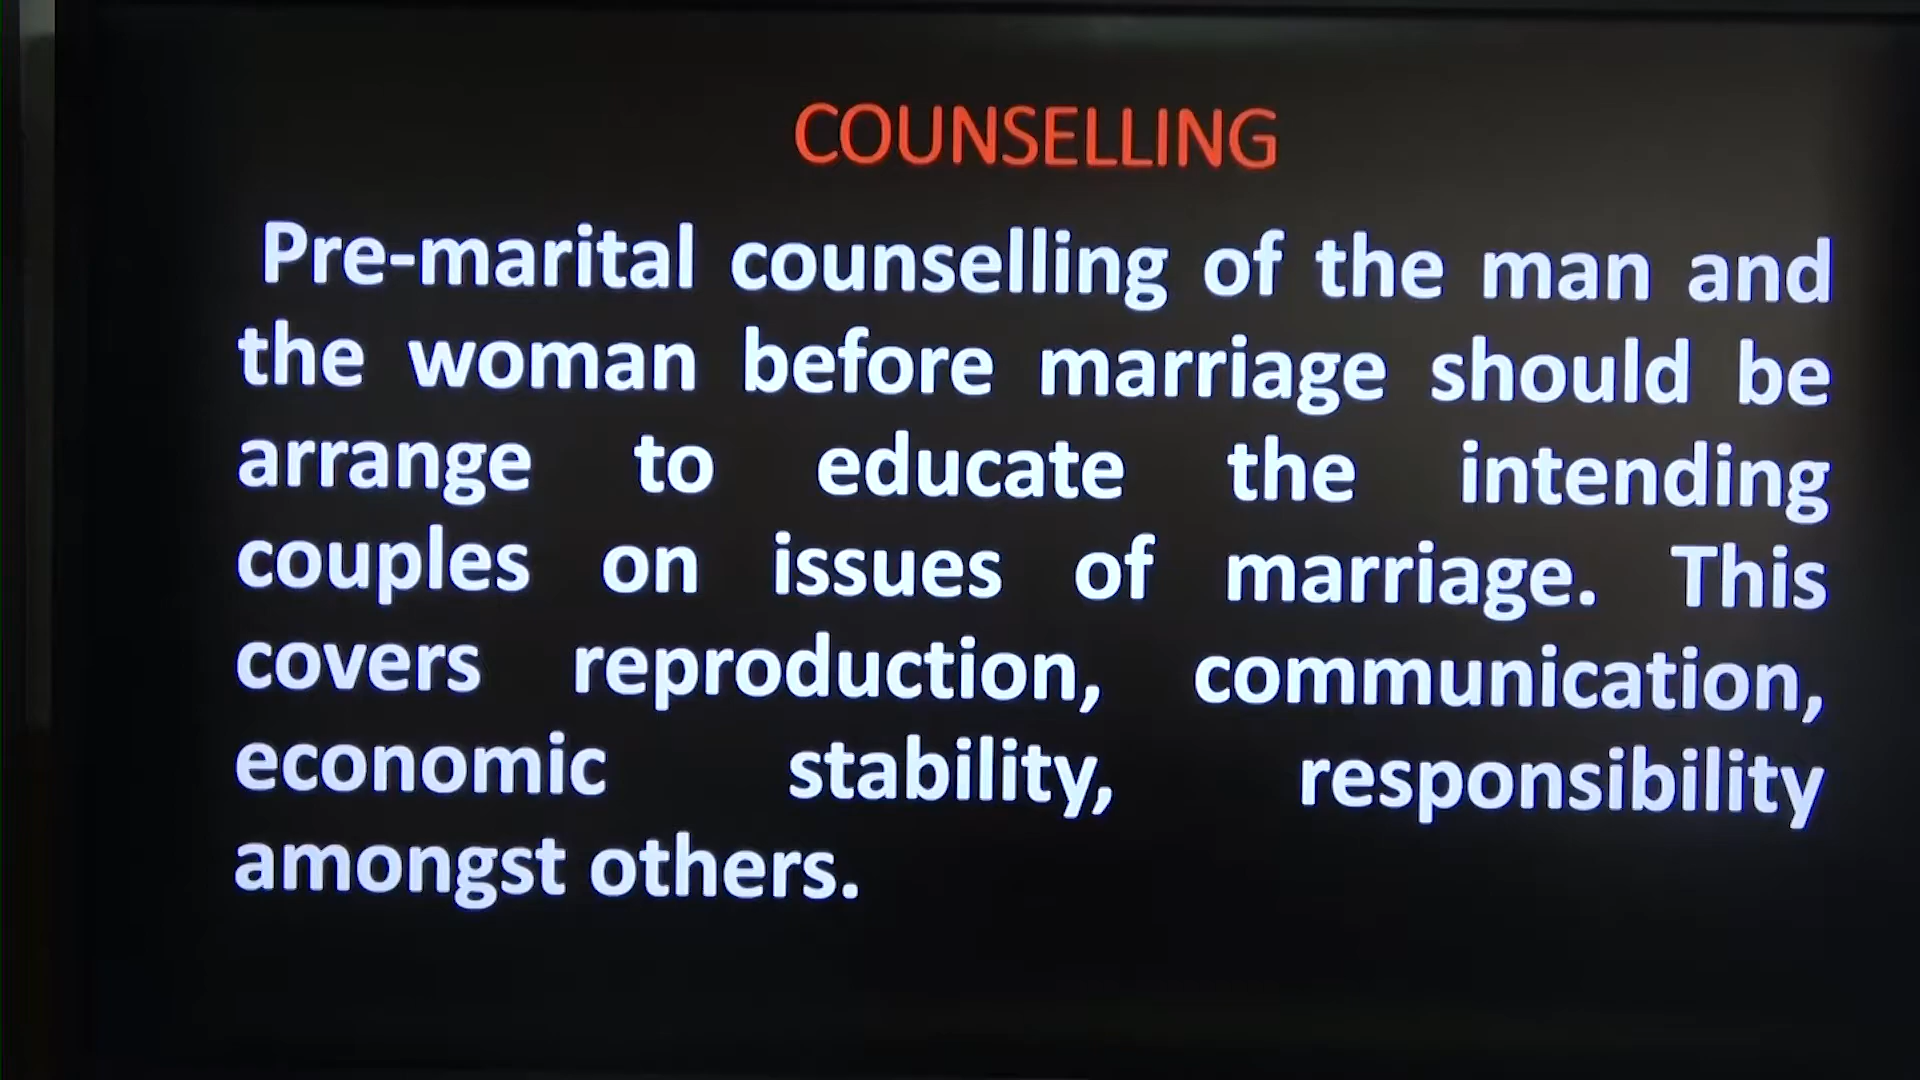 COUNSELLING
Pre-marital counselling of the man and
the woman before marriage should be
arrange to educate the intending
couples on issues of marriage. This
covers reproduction, communication,
economic stability, responsibility
amongst others.